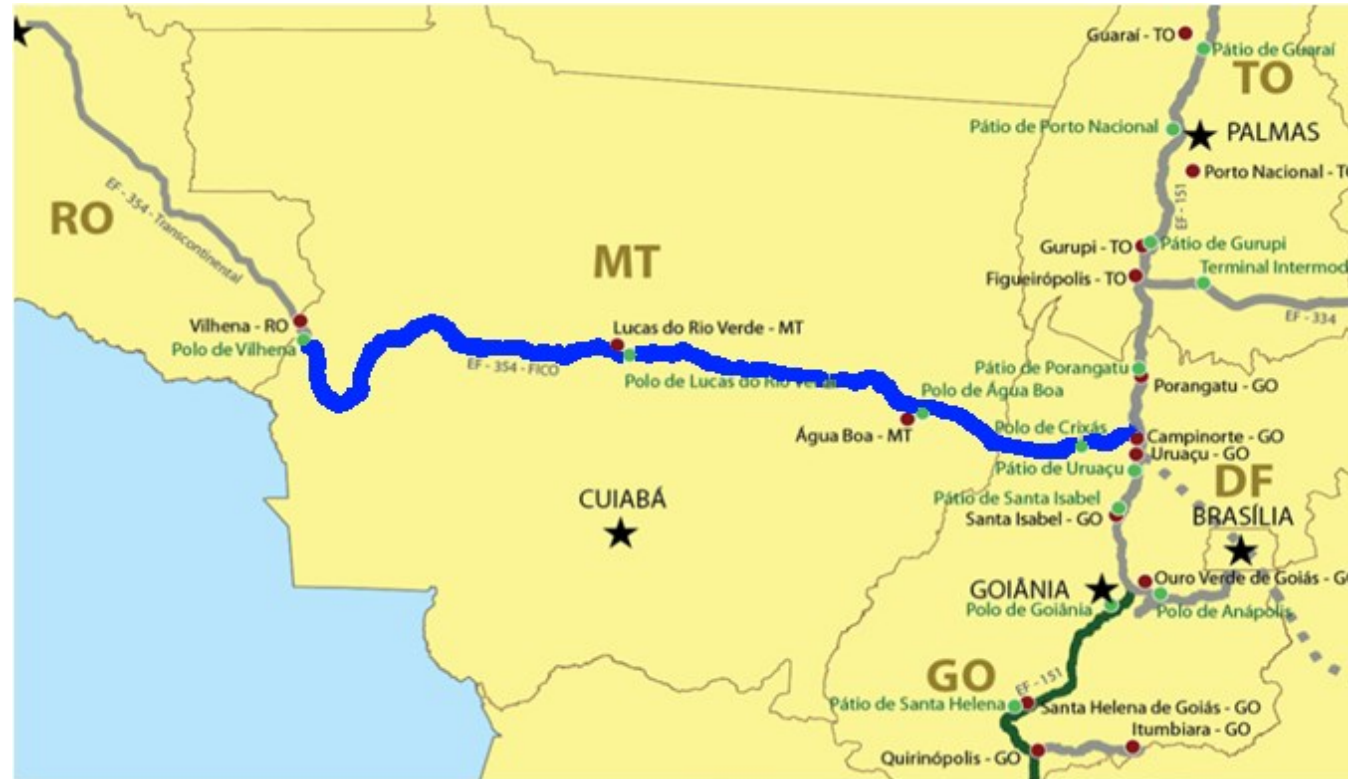 Guaraí - TO
Pátio de Guaraí
TO
Pátio de Porto Nacional
PALMAS
Porto Nacional - TO
EF - 354 - Transcontinental
EF - 151
RO
MT
Gurupi - TO
Pátio de Gurupi
Figueirópolis - TO
Terminal Intermod
EF - 334
Vilhena - RO
Polo de Vilhena
Lucas do Rio Verde - MT
EF - 354 - FICO
Polo de Lucas do Rio
Pátio de Porangatu
Porangatu - GO
Polo de Água Boa
Água Boa - MT
Polo de Crixás
Campinorte - GO
Uruaçu - GO
Pátio de Uruaçu
DF
CUIABÁ
Pátio de Santa Isabel
Santa Isabel - GO
BRASÍLIA
GOIÂNIA
Ouro Verde de Goiás - G
Polo de Goiânia
Polo de Anápolis
GO
EF - 151
Pátio de Santa Helena
Santa Helena de Goiás - GO
Itumbiara - GO
Quirinópolis - GO